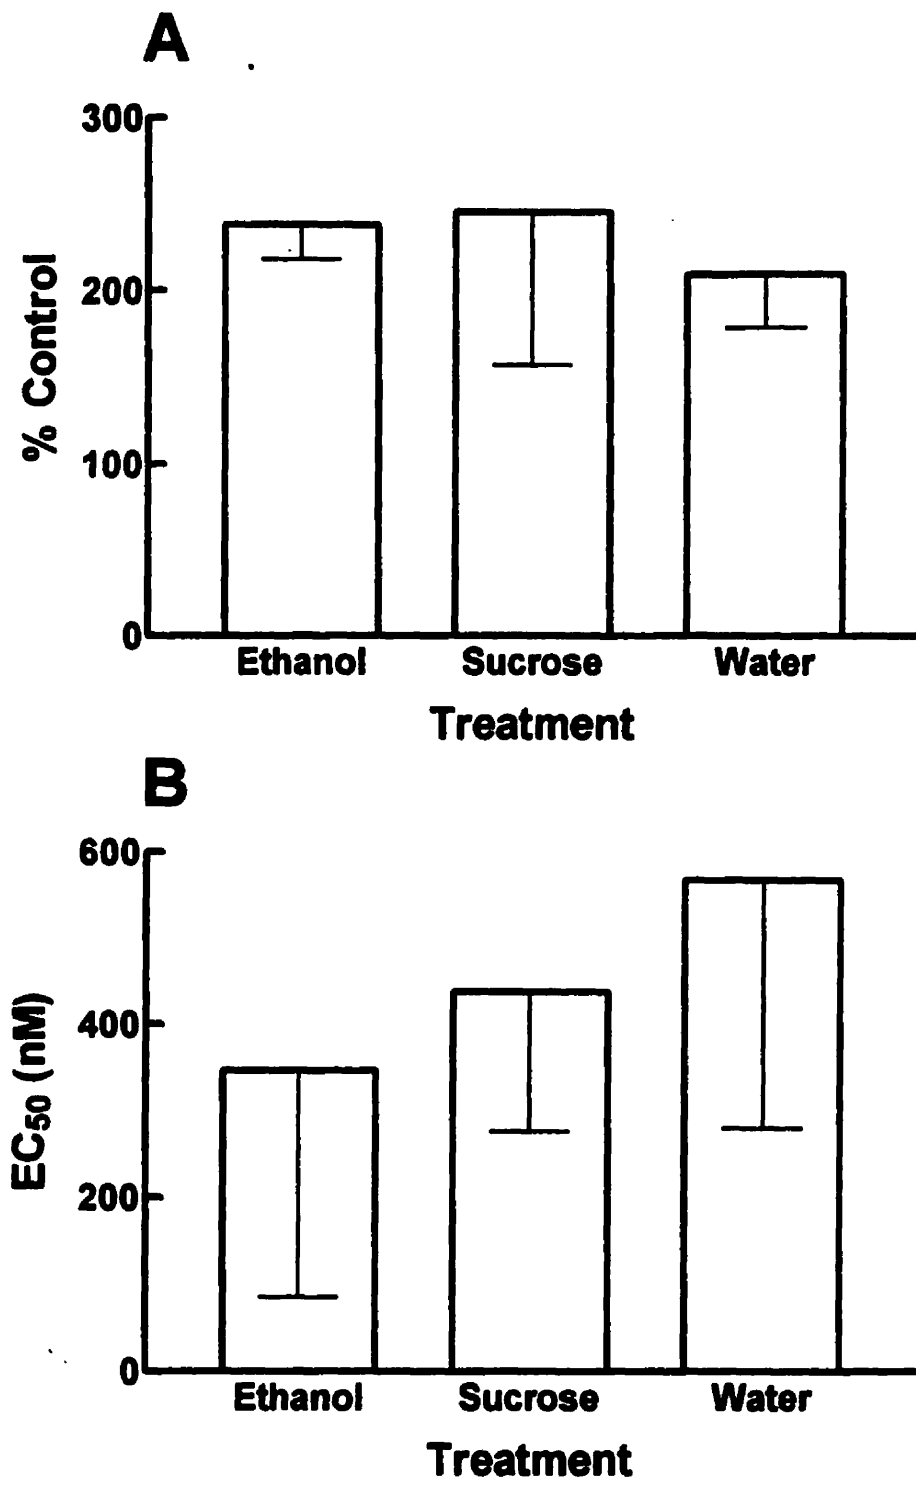 A
300
200
100
0
% Control
Ethanol Sucrose Water
Treatment
B
600
400
200
0
EC50 (nM)
Ethanol Sucrose Water
Treatment